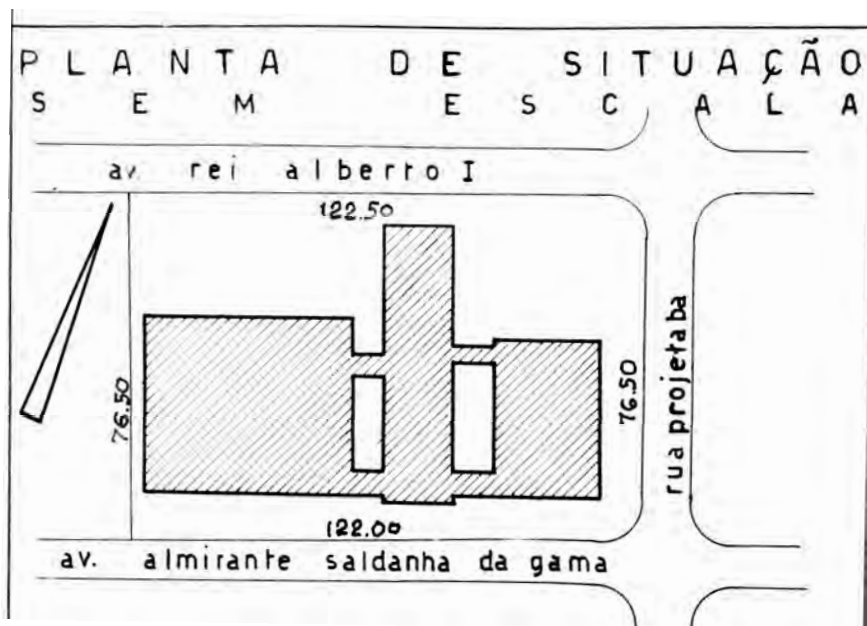 PLANTA DE SITUAÇÃO
SEM ESCALA
av. rei alberto I
122.50
76.50
76.50
rua projetaba
122.00
av. almirante saldanha da gama